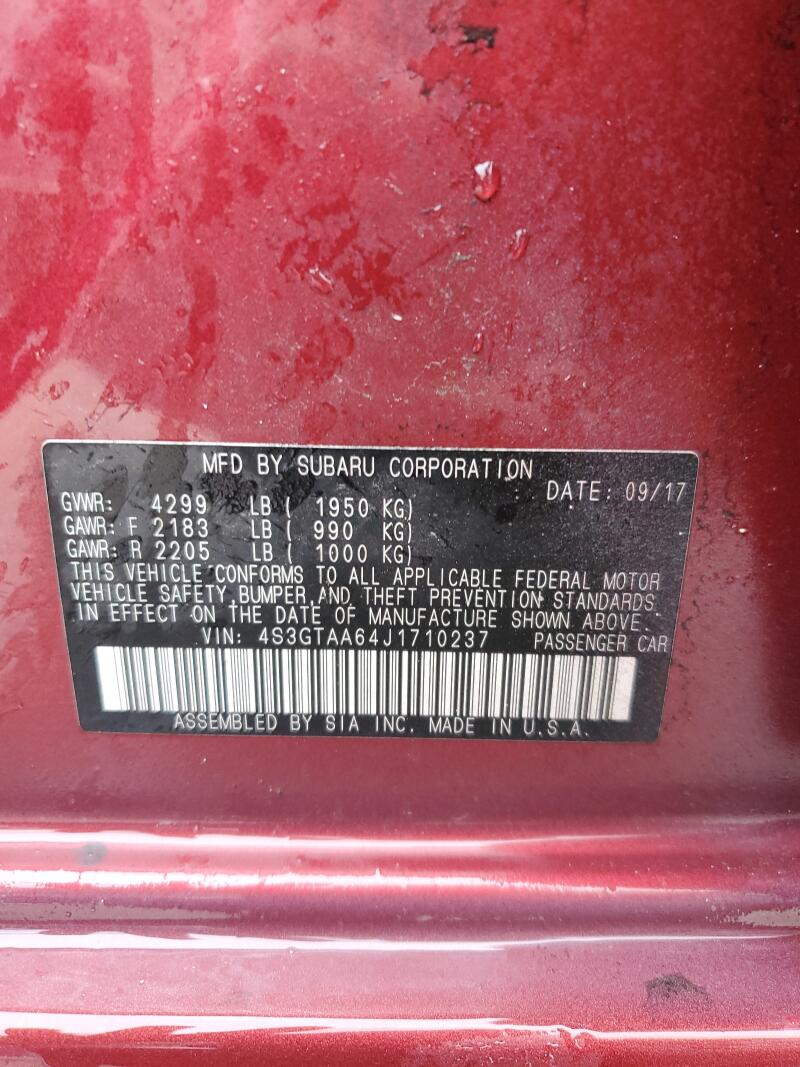 MFD BY SUBARU CORPORATION
DATE: 09/17
GVWR: 4299 LB ( 1950 KG)
GAWR: F 2183 LB ( 990 KG)
GAWR: R 2205 LB ( 1000 KG)
THIS VEHICLE CONFORMS TO ALL APPLICABLE FEDERAL MOTOR
VEHICLE SAFETY, BUMPER, AND THEFT PREVENTION STANDARDS
IN EFFECT ON THE DATE OF MANUFACTURE SHOWN ABOVE.
VIN: 4S3GTAA64J1710237 PASSENGER CAR
ASSEMBLED BY SIA INC. MADE IN U.S.A.